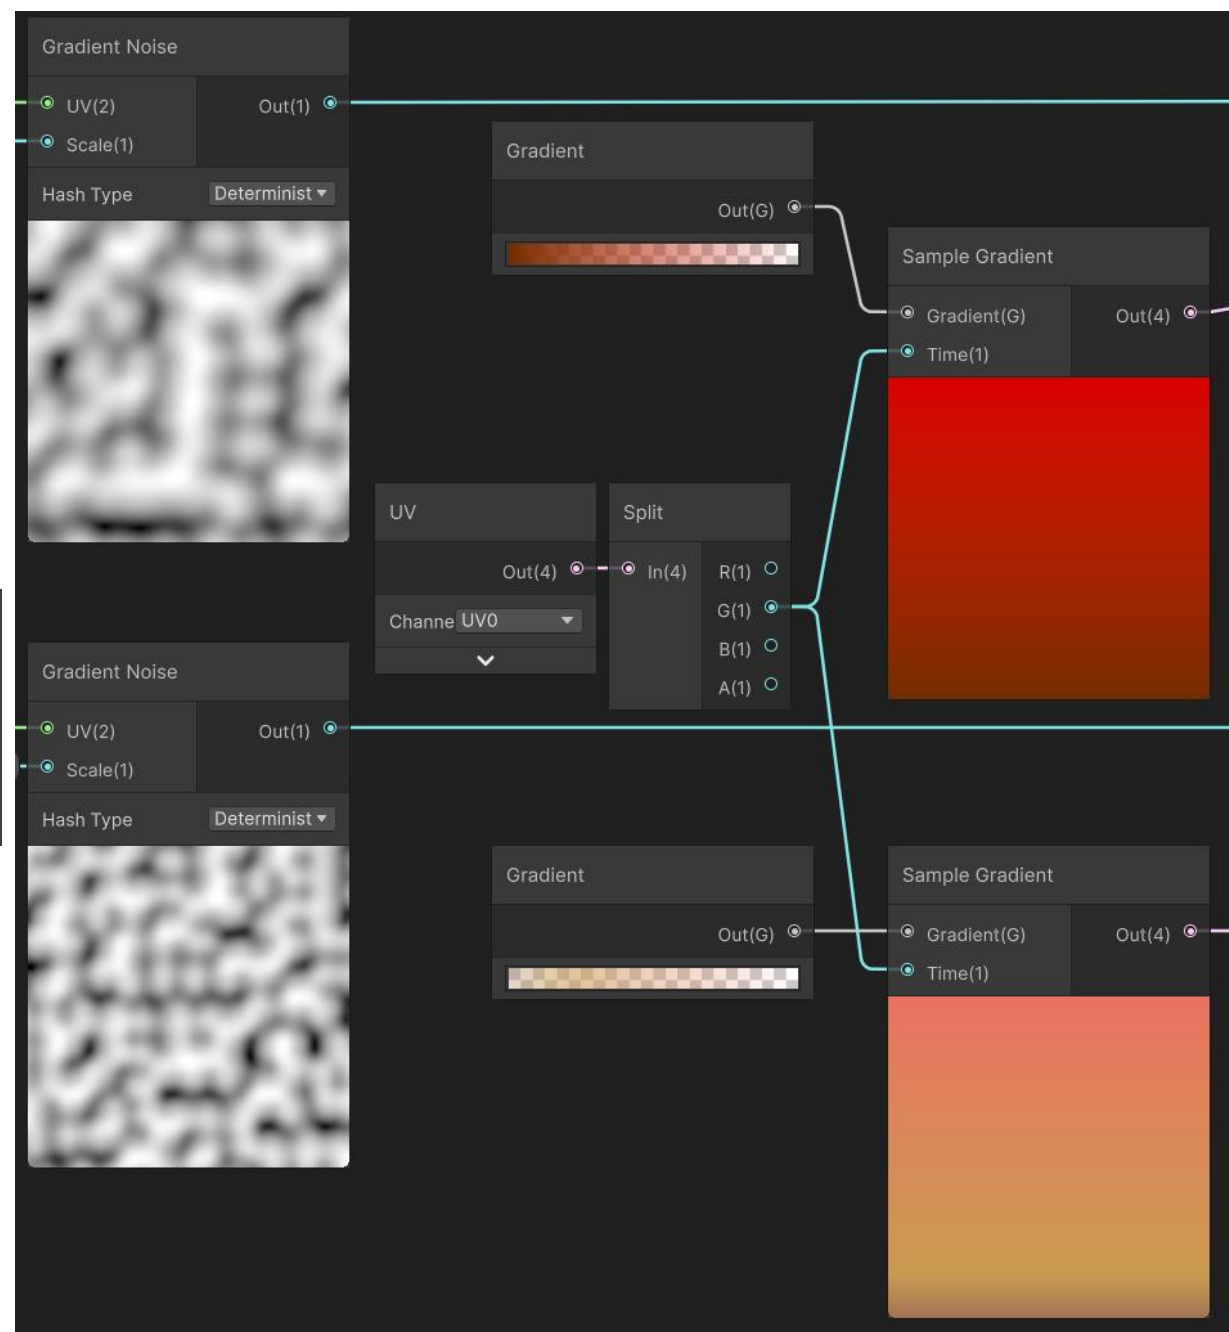 Gradient Noise
UV(2)
Out(1)
Scale(1)
Hash Type
Determinist
Gradient
Out(G)
Sample Gradient
Gradient(G)
Out(4)
Time(1)
UV
Out(4)
Channe
UV0
Split
In(4)
R(1)
G(1)
B(1)
A(1)
Gradient Noise
UV(2)
Out(1)
Scale(1)
Hash Type
Determinist
Gradient
Out(G)
Sample Gradient
Gradient(G)
Out(4)
Time(1)